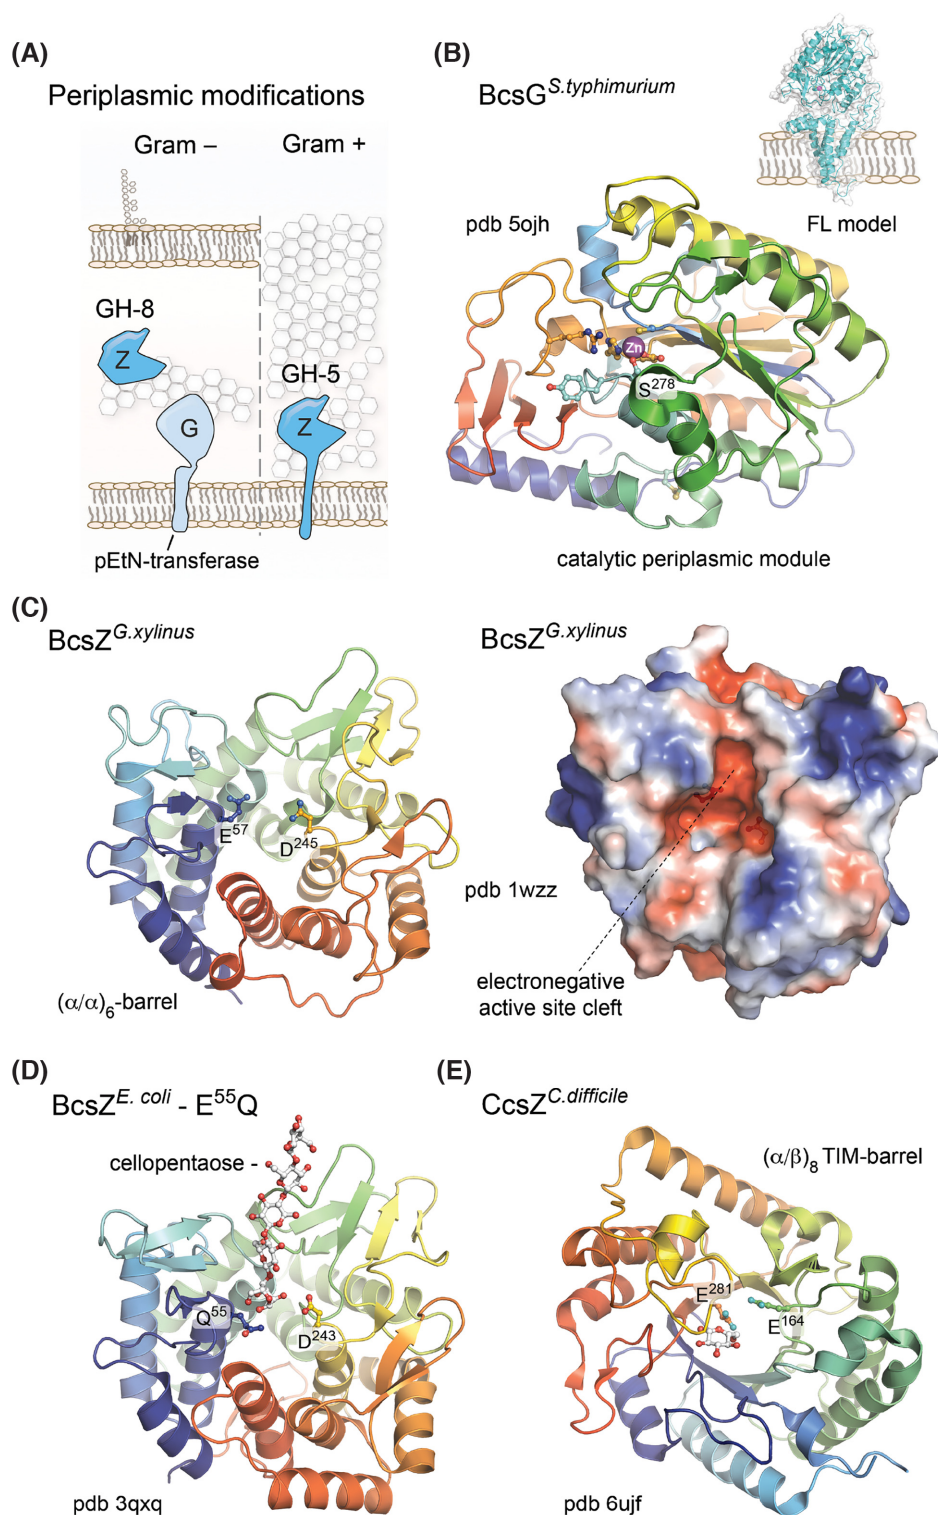 (A)
Periplasmic modifications
Gram –
Gram +
GH-8
Z
GH-5
G
Z
pEtN-transferase
(B)
BcsG^S.typhimurium
pdb 5ojh
FL model
Zn
S^278
catalytic periplasmic module
(C)
BcsZ^G.xylinus
E^57
D^245
(α/α)_6-barrel
BcsZ^G.xylinus
pdb 1wzz
electronegative
active site cleft
(D)
BcsZ^E. coli - E^55Q
cellopentaose -
Q^55
D^243
pdb 3qxq
(E)
CcsZ^C.difficile
(α/β)_8 TIM-barrel
E^281
E^164
pdb 6ujf